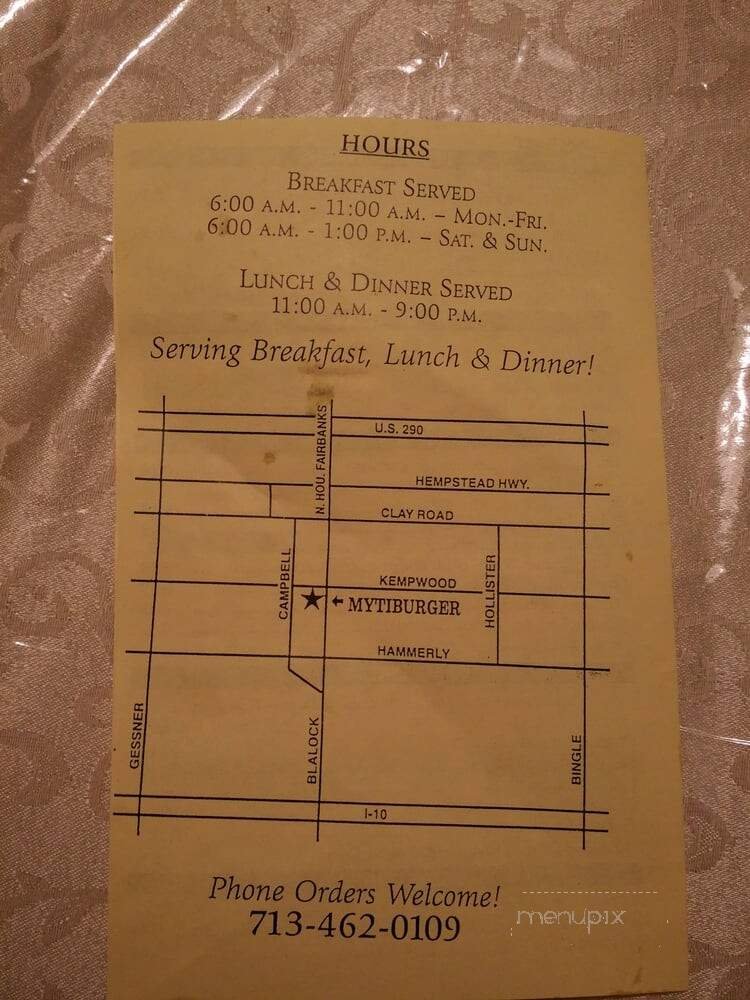 HOURS
BREAKFAST SERVED
6:00 A.M. - 11:00 A.M. – MON.-FRI.
6:00 A.M. - 1:00 P.M. – SAT. & SUN.
LUNCH & DINNER SERVED
11:00 A.M. - 9:00 P.M.
Serving Breakfast, Lunch & Dinner!
N. HOU. FAIRBANKS
U.S. 290
HEMPSTEAD HWY.
CLAY ROAD
CAMPBELL
KEMPWOOD
HOLLISTER
MYTIBURGER
HAMMERLY
GESSNER
BLALOCK
BINGLE
I-10
Phone Orders Welcome!
713-462-0109
menupix